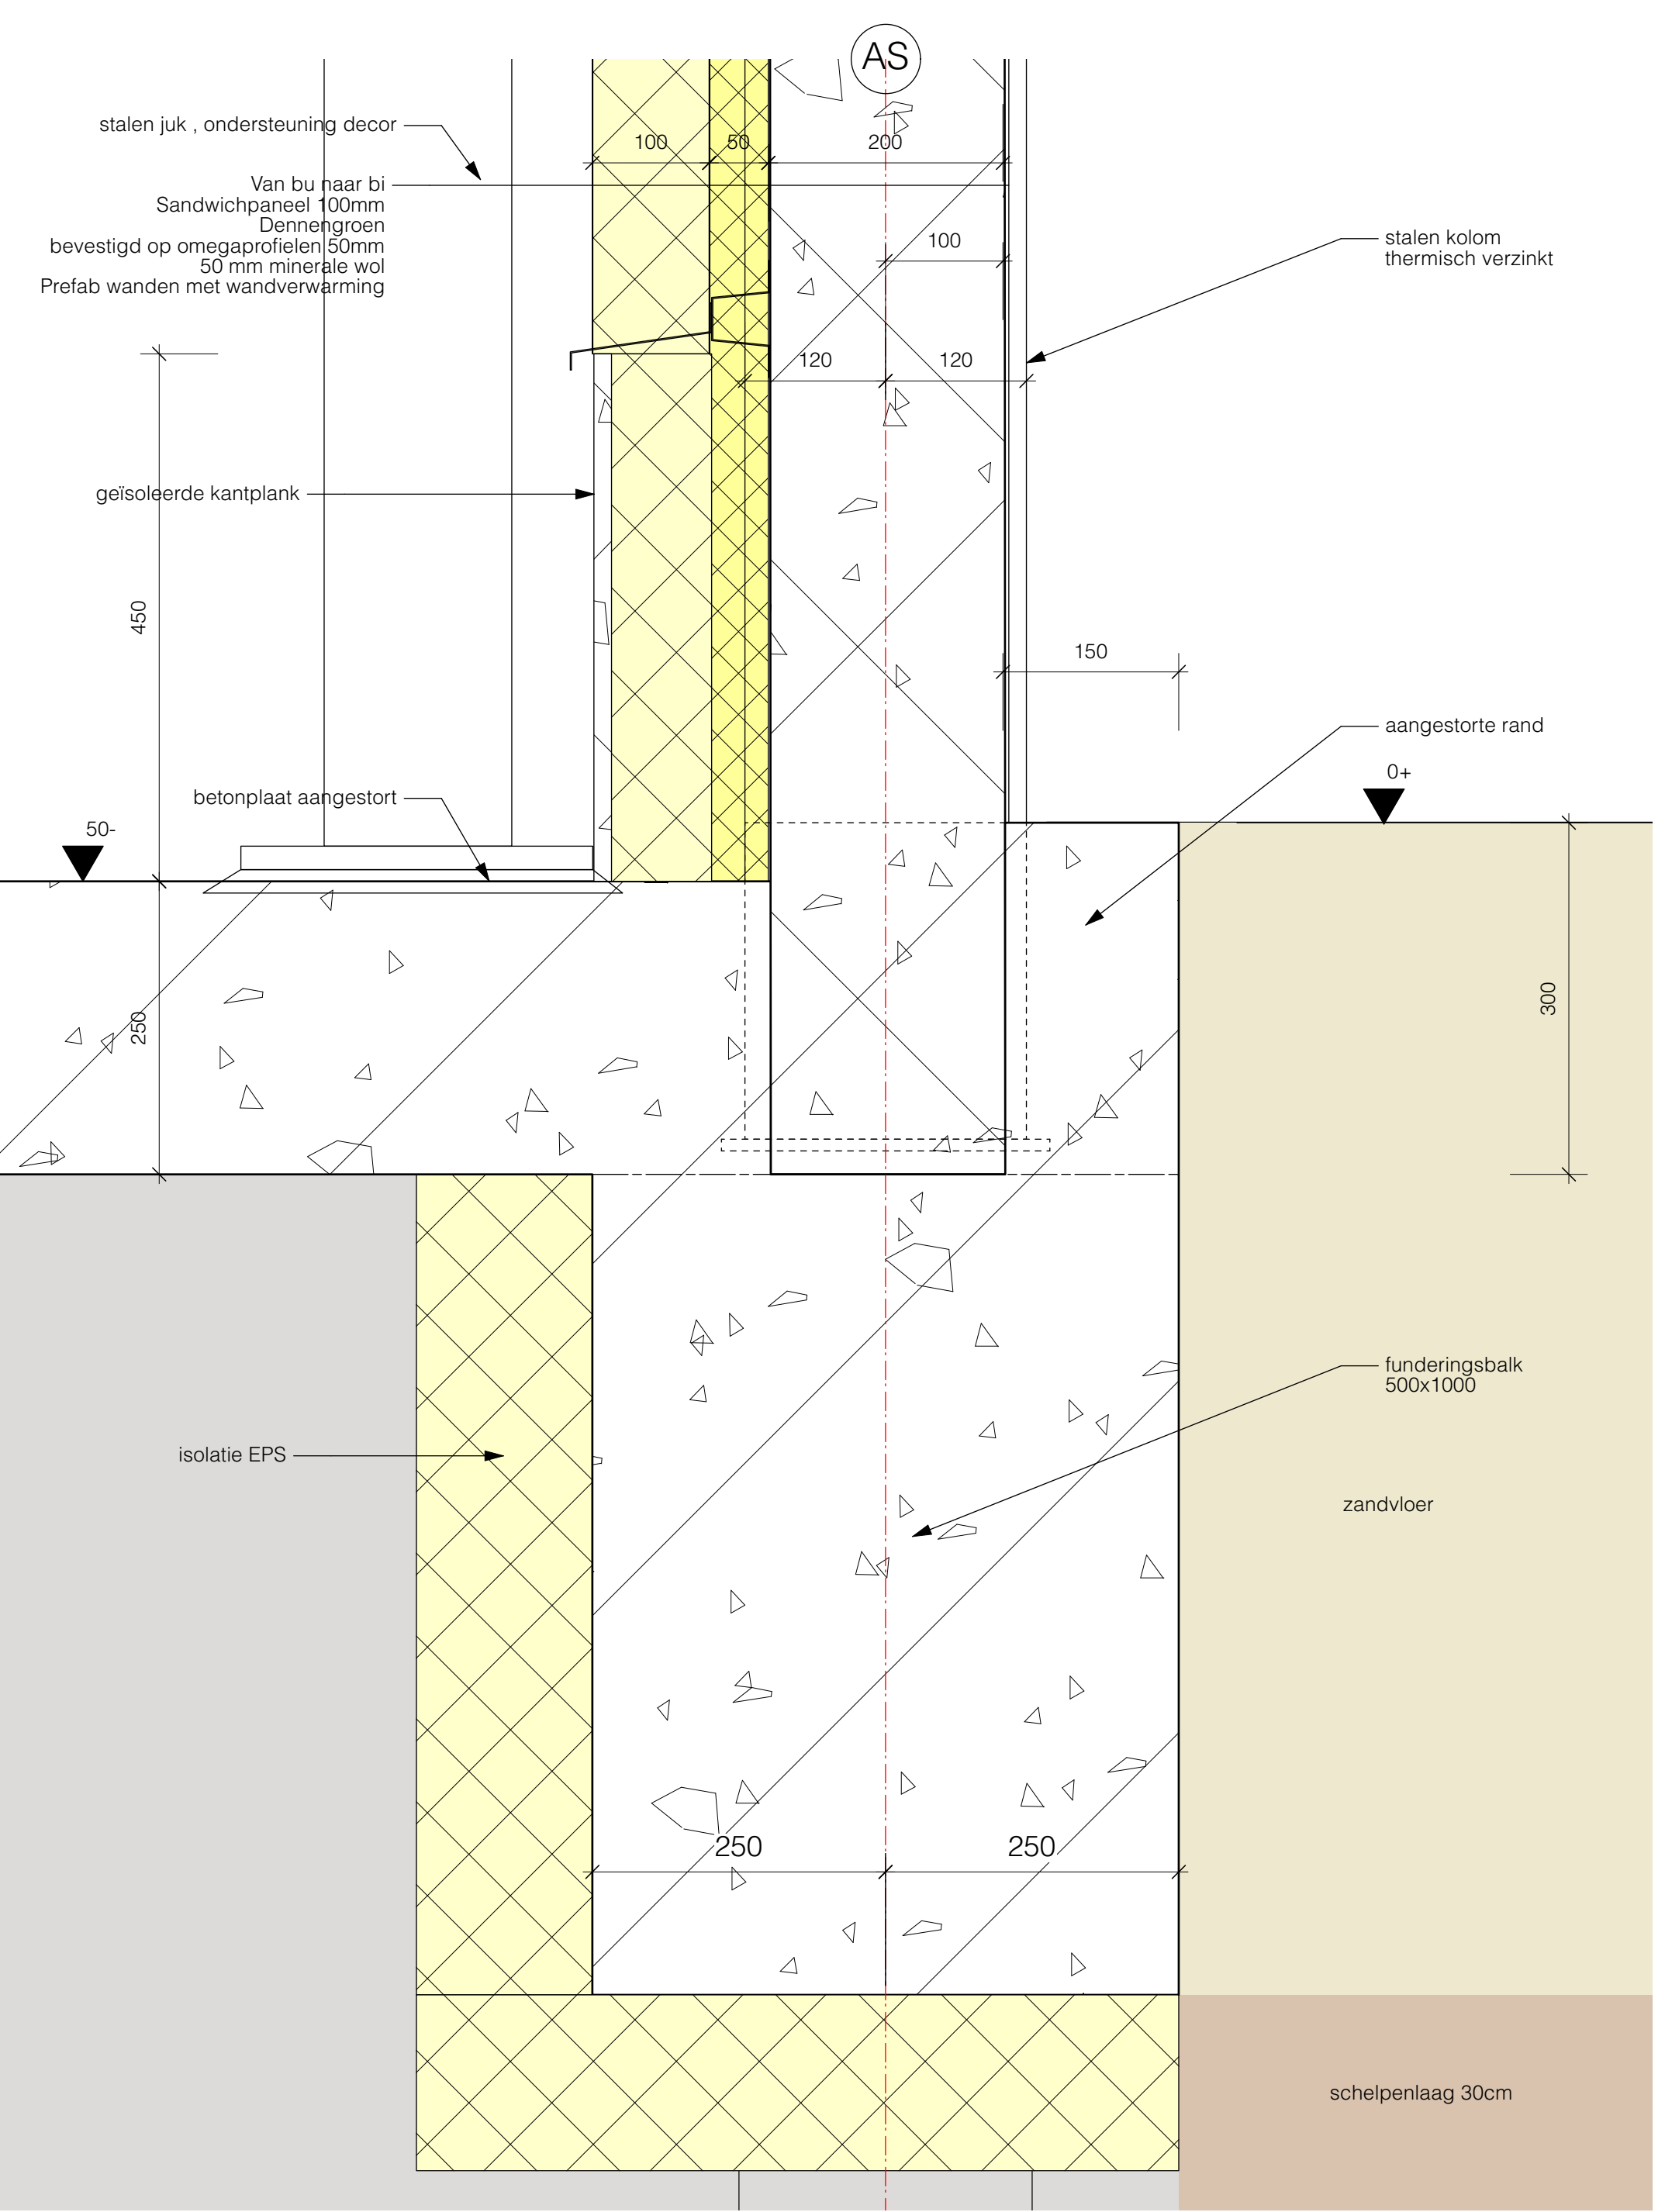 AS
stalen juk , ondersteuning decor
100
50
200
Van bu naar bi
Sandwichpaneel 100mm
Dennengroen
bevestigd op omegaprofielen 50mm
50 mm minerale wol
Prefab wanden met wandverwarming
100
stalen kolom
thermisch verzinkt
120
120
geïsoleerde kantplank
450
150
aangestorte rand
0+
betonplaat aangestort
50-
250
300
funderingsbalk
500x1000
isolatie EPS
zandvloer
250
250
schelpenlaag 30cm